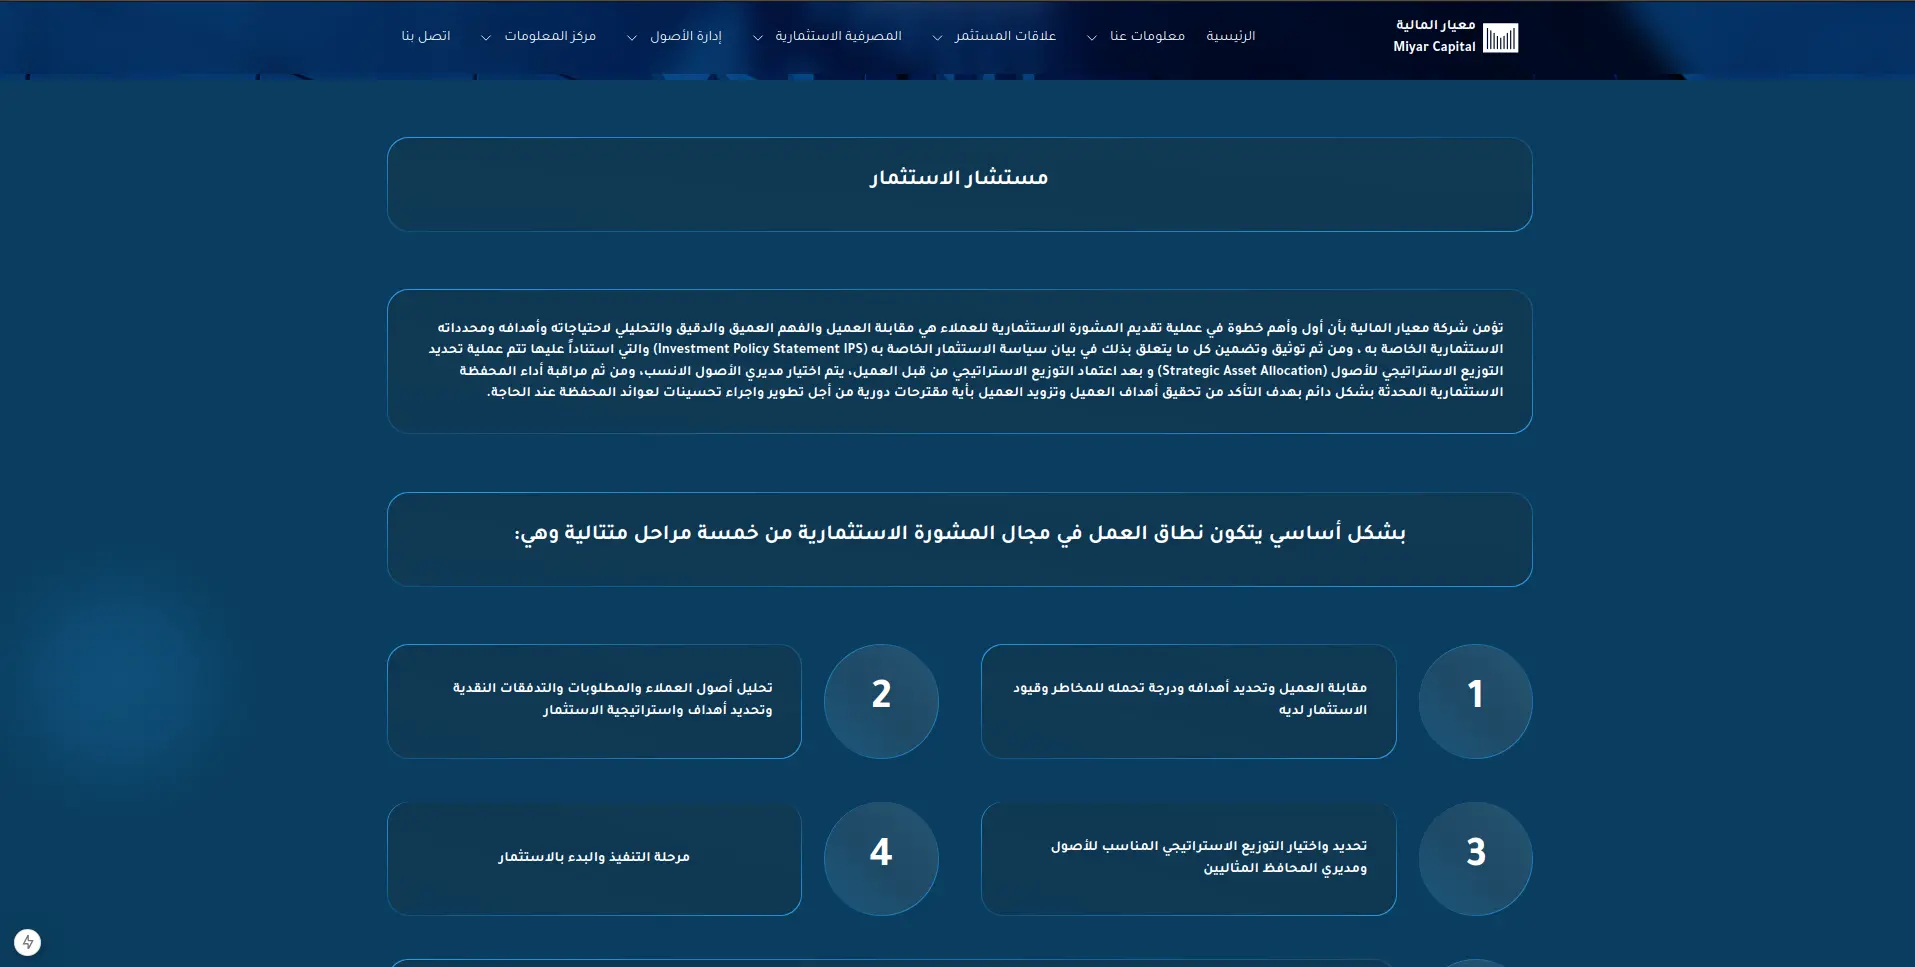 معيار المالية
Miyar Capital
الرئيسية
معلومات عنا
علاقات المستثمر
المصرفية الاستثمارية
إدارة الأصول
مركز المعلومات
اتصل بنا
مستشار الاستثمار
تؤمن شركة معيار المالية بأن أول وأهم خطوة في عملية تقديم المشورة الاستثمارية للعملاء هي مقابلة العميل والفهم العميق والدقيق والتحليلي لاحتياجاته وأهدافه ومحدداته
الاستثمارية الخاصة به ، ومن ثم توثيق وتضمين كل ما يتعلق بذلك في بيان سياسة الاستثمار الخاصة به (Investment Policy Statement IPS) والتي استناداً عليها تتم عملية تحديد
التوزيع الاستراتيجي للأصول (Strategic Asset Allocation) و بعد اعتماد التوزيع الاستراتيجي من قبل العميل، يتم اختيار مديري الأصول الانسب، ومن ثم مراقبة أداء المحفظة
الاستثمارية المحدثة بشكل دائم بهدف التأكد من تحقيق أهداف العميل وتزويد العميل بأية مقترحات دورية من أجل تطوير واجراء تحسينات لعوائد المحفظة عند الحاجة.
بشكل أساسي يتكون نطاق العمل في مجال المشورة الاستثمارية من خمسة مراحل متتالية وهي:
1
مقابلة العميل وتحديد أهدافه ودرجة تحمله للمخاطر وقيود
الاستثمار لديه
2
تحليل أصول العملاء والمطلوبات والتدفقات النقدية
وتحديد أهداف واستراتيجية الاستثمار
3
تحديد واختيار التوزيع الاستراتيجي المناسب للأصول
ومديري المحافظ المثاليين
4
مرحلة التنفيذ والبدء بالاستثمار